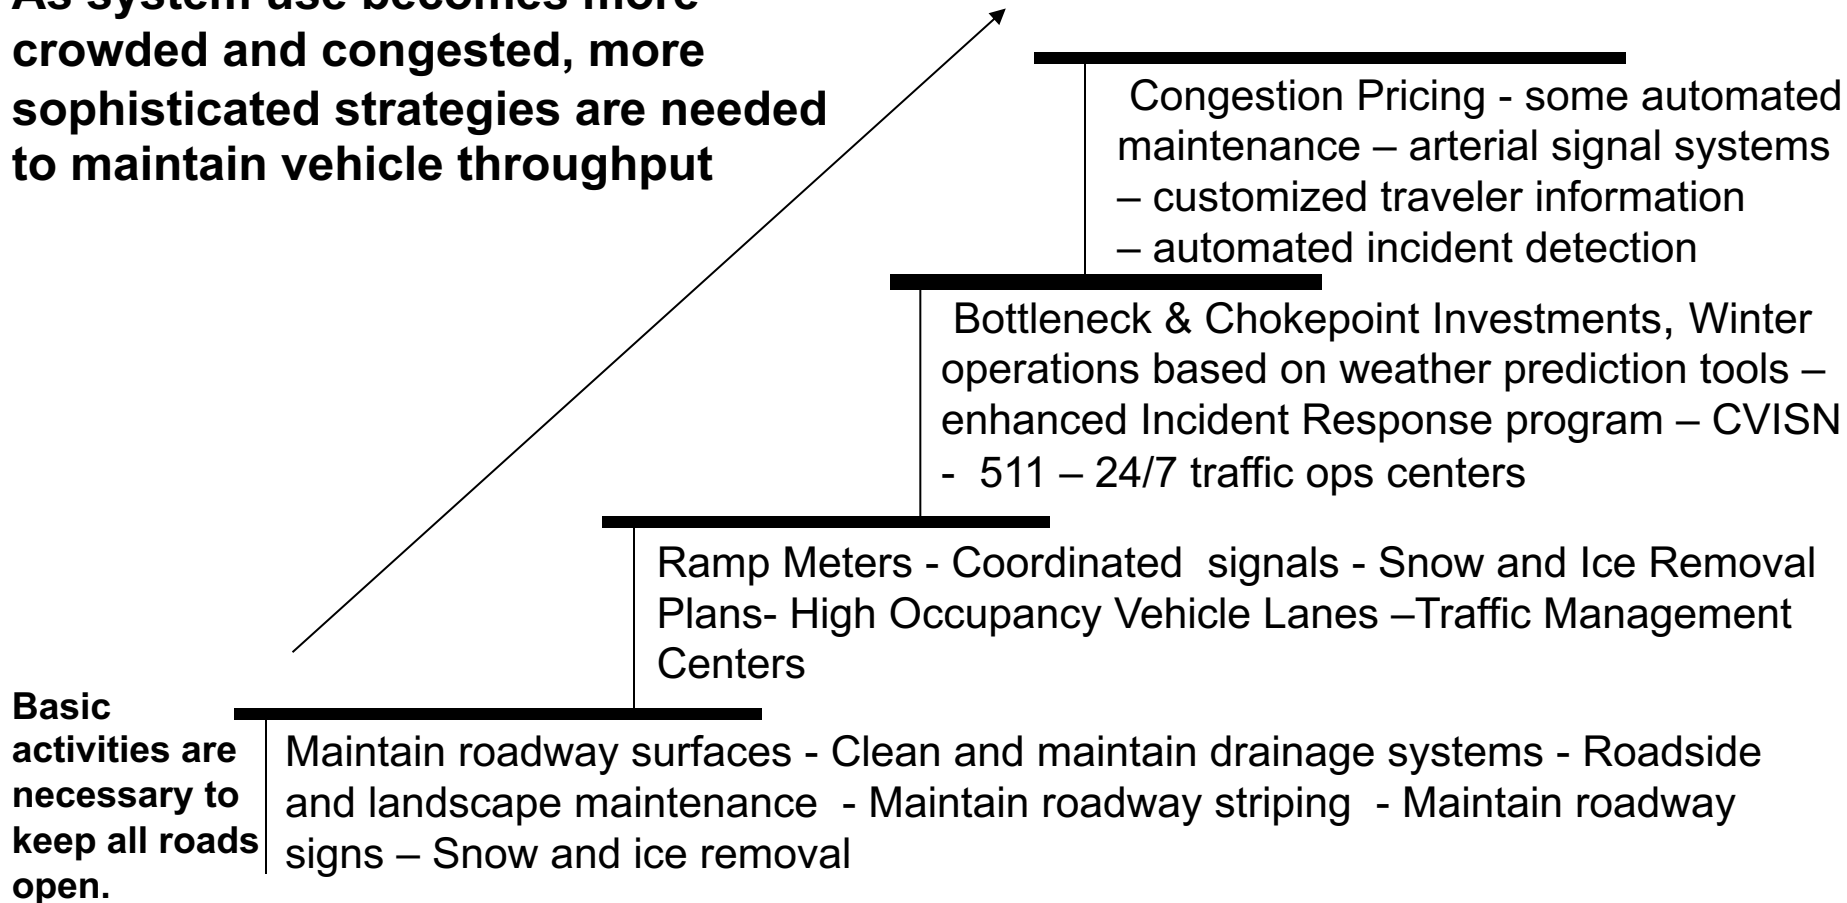 As system use becomes more
crowded and congested, more
sophisticated strategies are needed
to maintain vehicle throughput
Congestion Pricing - some automated
maintenance – arterial signal systems
– customized traveler information
– automated incident detection
Bottleneck & Chokepoint Investments, Winter
operations based on weather prediction tools –
enhanced Incident Response program – CVISN
- 511 – 24/7 traffic ops centers
Ramp Meters - Coordinated  signals - Snow and Ice Removal
Plans- High Occupancy Vehicle Lanes –Traffic Management
Centers
Basic
activities are
necessary to
keep all roads
open.
Maintain roadway surfaces - Clean and maintain drainage systems - Roadside
and landscape maintenance  - Maintain roadway striping  - Maintain roadway
signs – Snow and ice removal